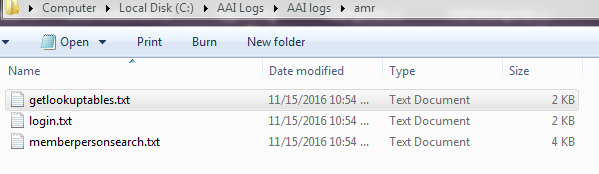 Computer ▸ Local Disk (C:) ▸ AAI Logs ▸ AAI logs ▸ amr
Open Print Burn New folder
Name Date modified Type Size
getlookuptables.txt 11/15/2016 10:54 ... Text Document 2 KB
login.txt 11/15/2016 10:54 ... Text Document 2 KB
memberpersonsearch.txt 11/15/2016 10:54 ... Text Document 4 KB